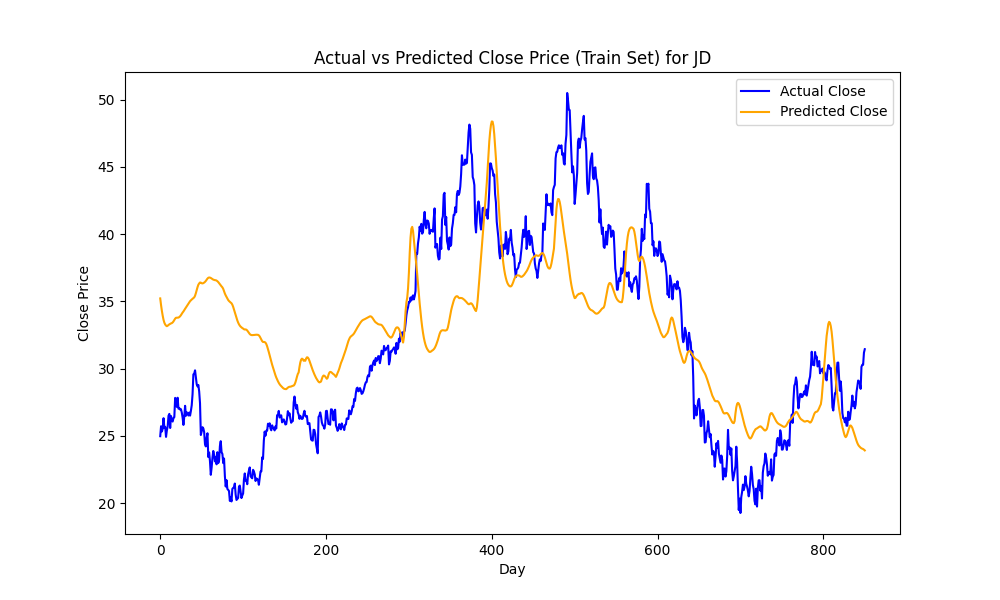 Actual vs Predicted Close Price (Train Set) for JD
Actual Close
Predicted Close
Close Price
50
45
40
35
30
25
20
0 200 400 600 800
Day